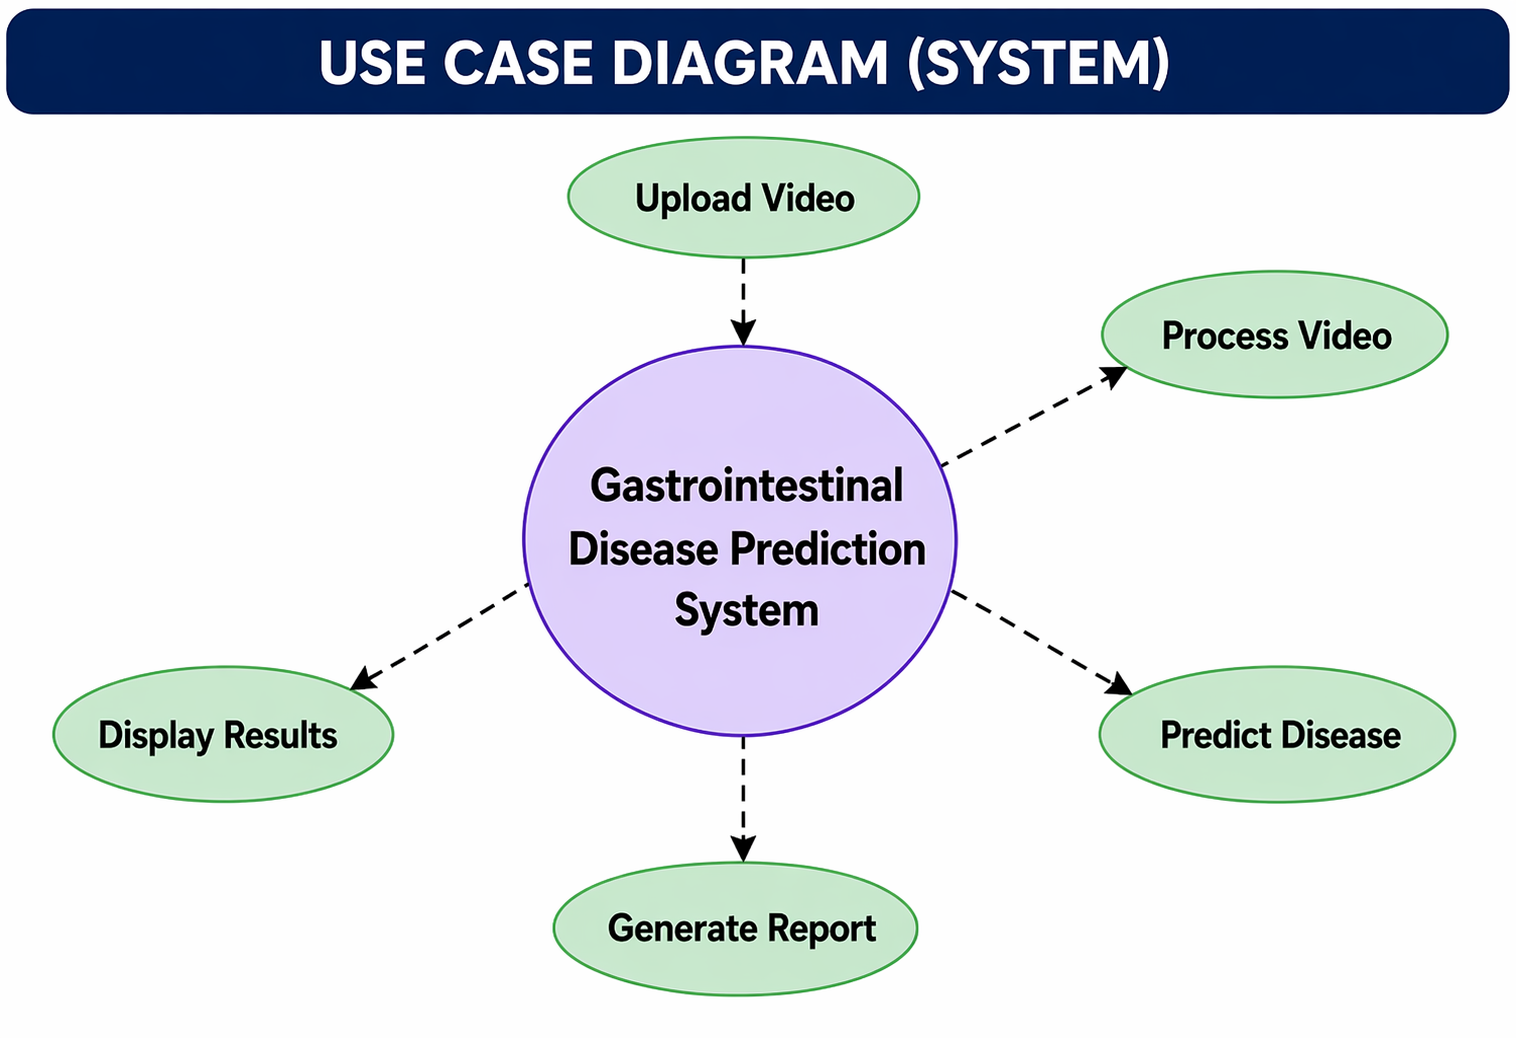 USE CASE DIAGRAM (SYSTEM)
Upload Video
Process Video
Gastrointestinal
Disease Prediction
System
Display Results
Predict Disease
Generate Report